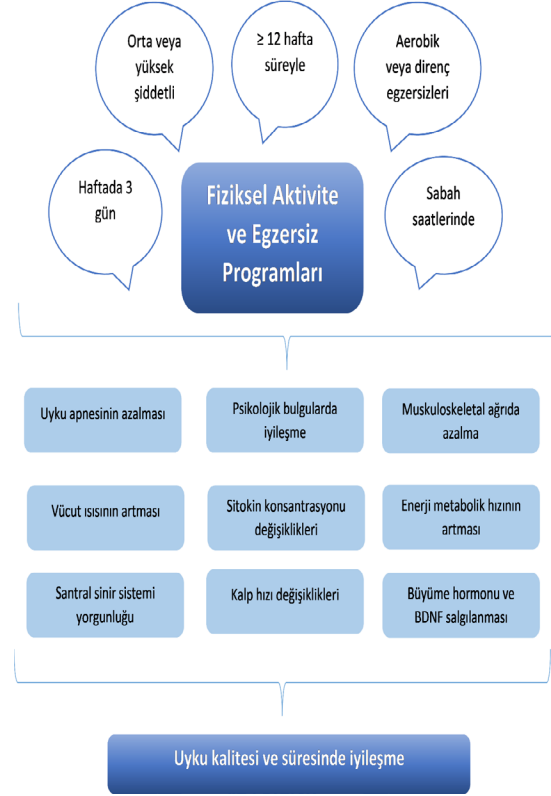 Orta veya
yüksek
şiddetli
≥ 12 hafta
süreyle
Aerobik
veya direnç
egzersizleri
Haftada 3
gün
Fiziksel Aktivite
ve Egzersiz
Programları
Sabah
saatlerinde
Uyku apnesinin azalması
Psikolojik bulgularda
iyileşme
Muskuloskeletal ağrıda
azalma
Vücut ısısının artması
Sitokin konsantrasyonu
değişiklikleri
Enerji metabolik hızının
artması
Santral sinir sistemi
yorgunluğu
Kalp hızı değişiklikleri
Büyüme hormonu ve
BDNF salgılanması
Uyku kalitesi ve süresinde iyileşme